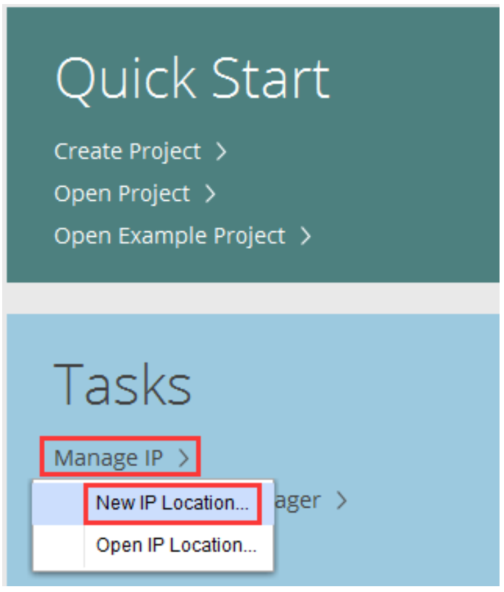 Quick Start
Create Project >
Open Project >
Open Example Project >
Tasks
Manage IP >
New IP Location...
ager >
Open IP Location...